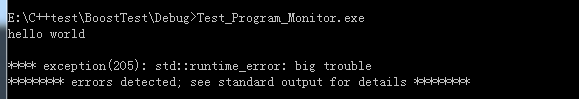 E:\C++test\BoostTest\Debug>Test_Program_Monitor.exe
hello world
**** exception(205): std::runtime_error: big trouble
******** errors detected; see standard output for details ********